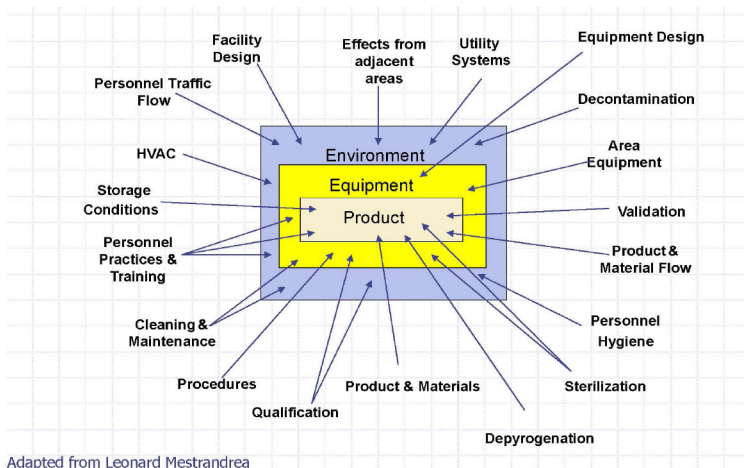 Facility
Design
Effects from
adjacent
areas
Utility
Systems
Equipment Design
Personnel Traffic
Flow
Decontamination
HVAC
Environment
Area
Equipment
Equipment
Storage
Conditions
Product
Validation
Personnel
Practices &
Training
Product &
Material Flow
Cleaning &
Maintenance
Personnel
Hygiene
Procedures
Product & Materials
Sterilization
Qualification
Depyrogenation
Adapted from Leonard Mestrandrea